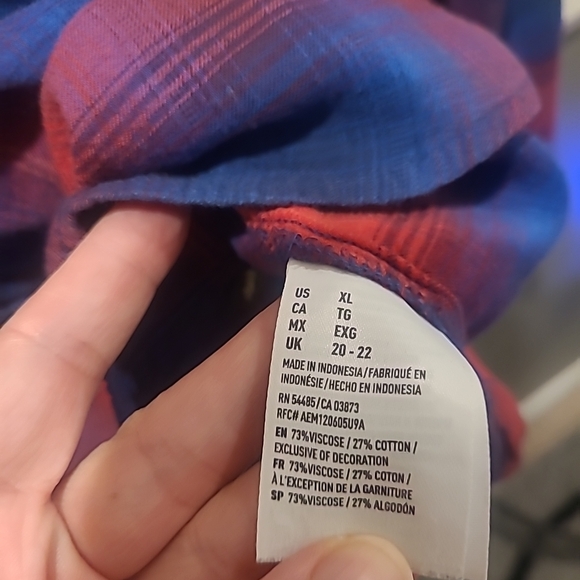 US XL
CA TG
MX EXG
UK 20 - 22
MADE IN INDONESIA/FABRIQUÉ EN
INDONÉSIE/HECHO EN INDONESIA
RN 54485/CA 03873
RFC# AEM120605U9A
EN 73%VISCOSE / 27% COTTON /
EXCLUSIVE OF DECORATION
FR 73%VISCOSE / 27% COTON /
À L'EXCEPTION DE LA GARNITURE
SP 73%VISCOSE / 27% ALGODÓN